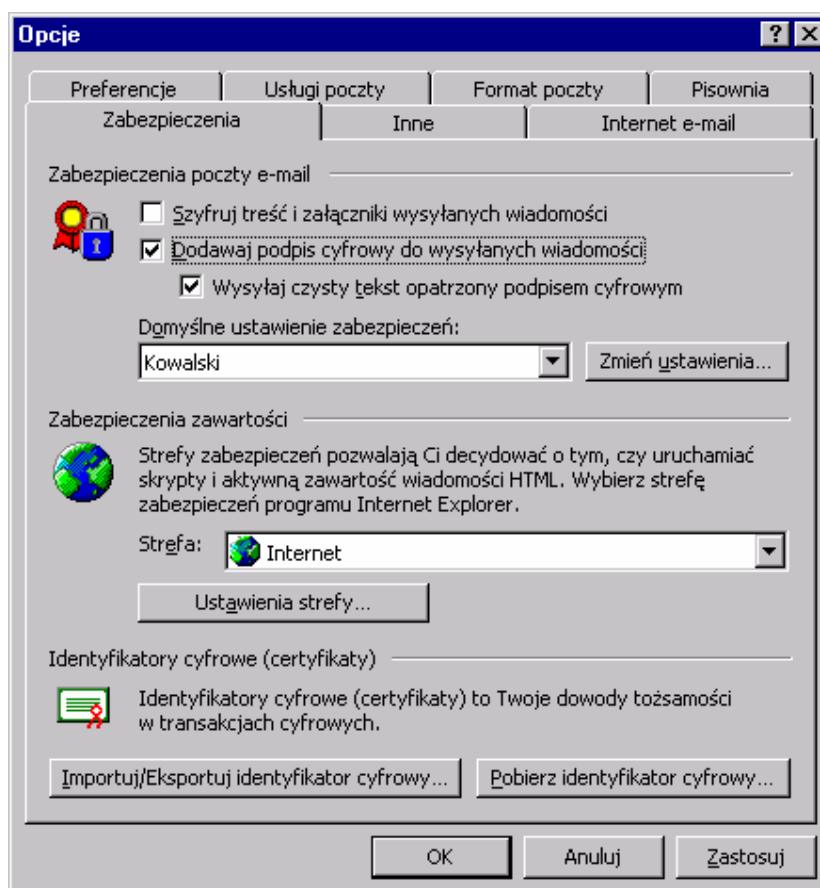 Opcje
Preferencje Usługi poczty Format poczty Pisownia
Zabezpieczenia Inne Internet e-mail
Zabezpieczenia poczty e-mail
Szyfruj treść i załączniki wysyłanych wiadomości
Dodawaj podpis cyfrowy do wysyłanych wiadomości
Wysyłaj czysty tekst opatrzony podpisem cyfrowym
Domyślne ustawienie zabezpieczeń:
Kowalski Zmień ustawienia...
Zabezpieczenia zawartości
Strefy zabezpieczeń pozwalają Ci decydować o tym, czy uruchamiać
skrypty i aktywną zawartość wiadomości HTML. Wybierz strefę
zabezpieczeń programu Internet Explorer.
Strefa: Internet
Ustawienia strefy...
Identyfikatory cyfrowe (certyfikaty)
Identyfikatory cyfrowe (certyfikaty) to Twoje dowody tożsamości
w transakcjach cyfrowych.
Importuj/Eksportuj identyfikator cyfrowy... Pobierz identyfikator cyfrowy...
OK Anuluj Zastosuj